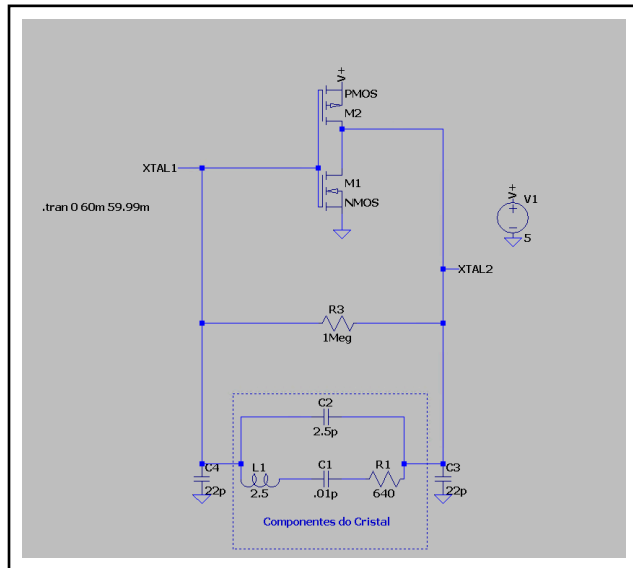 V+
PMOS
M2
XTAL1
M1
NMOS
.tran 0 60m 59.99m
V+
V1
5
XTAL2
R3
1Meg
C2
2.5p
C4
22p
L1
2.5
C1
.01p
R1
640
C3
22p
Componentes do Cristal